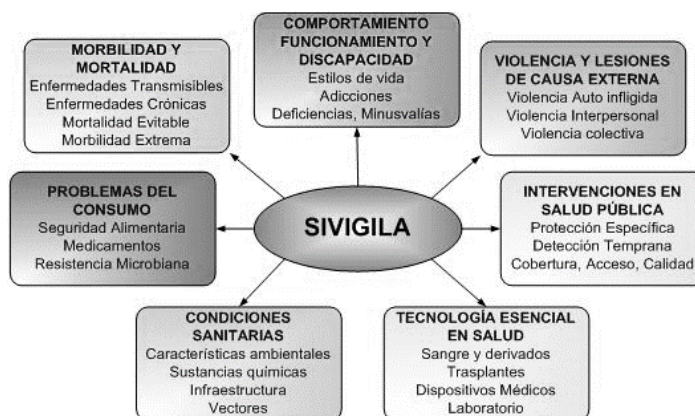 MORBILIDAD Y
MORTALIDAD
Enfermedades Transmisibles
Enfermedades Crónicas
Mortalidad Evitable
Morbilidad Extrema
COMPORTAMIENTO
FUNCIONAMIENTO Y
DISCAPACIDAD
Estilos de vida
Adicciones
Deficiencias, Minusvalías
VIOLENCIA Y LESIONES
DE CAUSA EXTERNA
Violencia Auto infligida
Violencia Interpersonal
Violencia colectiva
PROBLEMAS DEL
CONSUMO
Seguridad Alimentaria
Medicamentos
Resistencia Microbiana
SIVIGILA
INTERVENCIONES EN
SALUD PÚBLICA
Protección Específica
Detección Temprana
Cobertura, Acceso, Calidad
CONDICIONES
SANITARIAS
Características ambientales
Sustancias químicas
Infraestructura
Vectores
TECNOLOGÍA ESENCIAL
EN SALUD
Sangre y derivados
Trasplantes
Dispositivos Médicos
Laboratorio